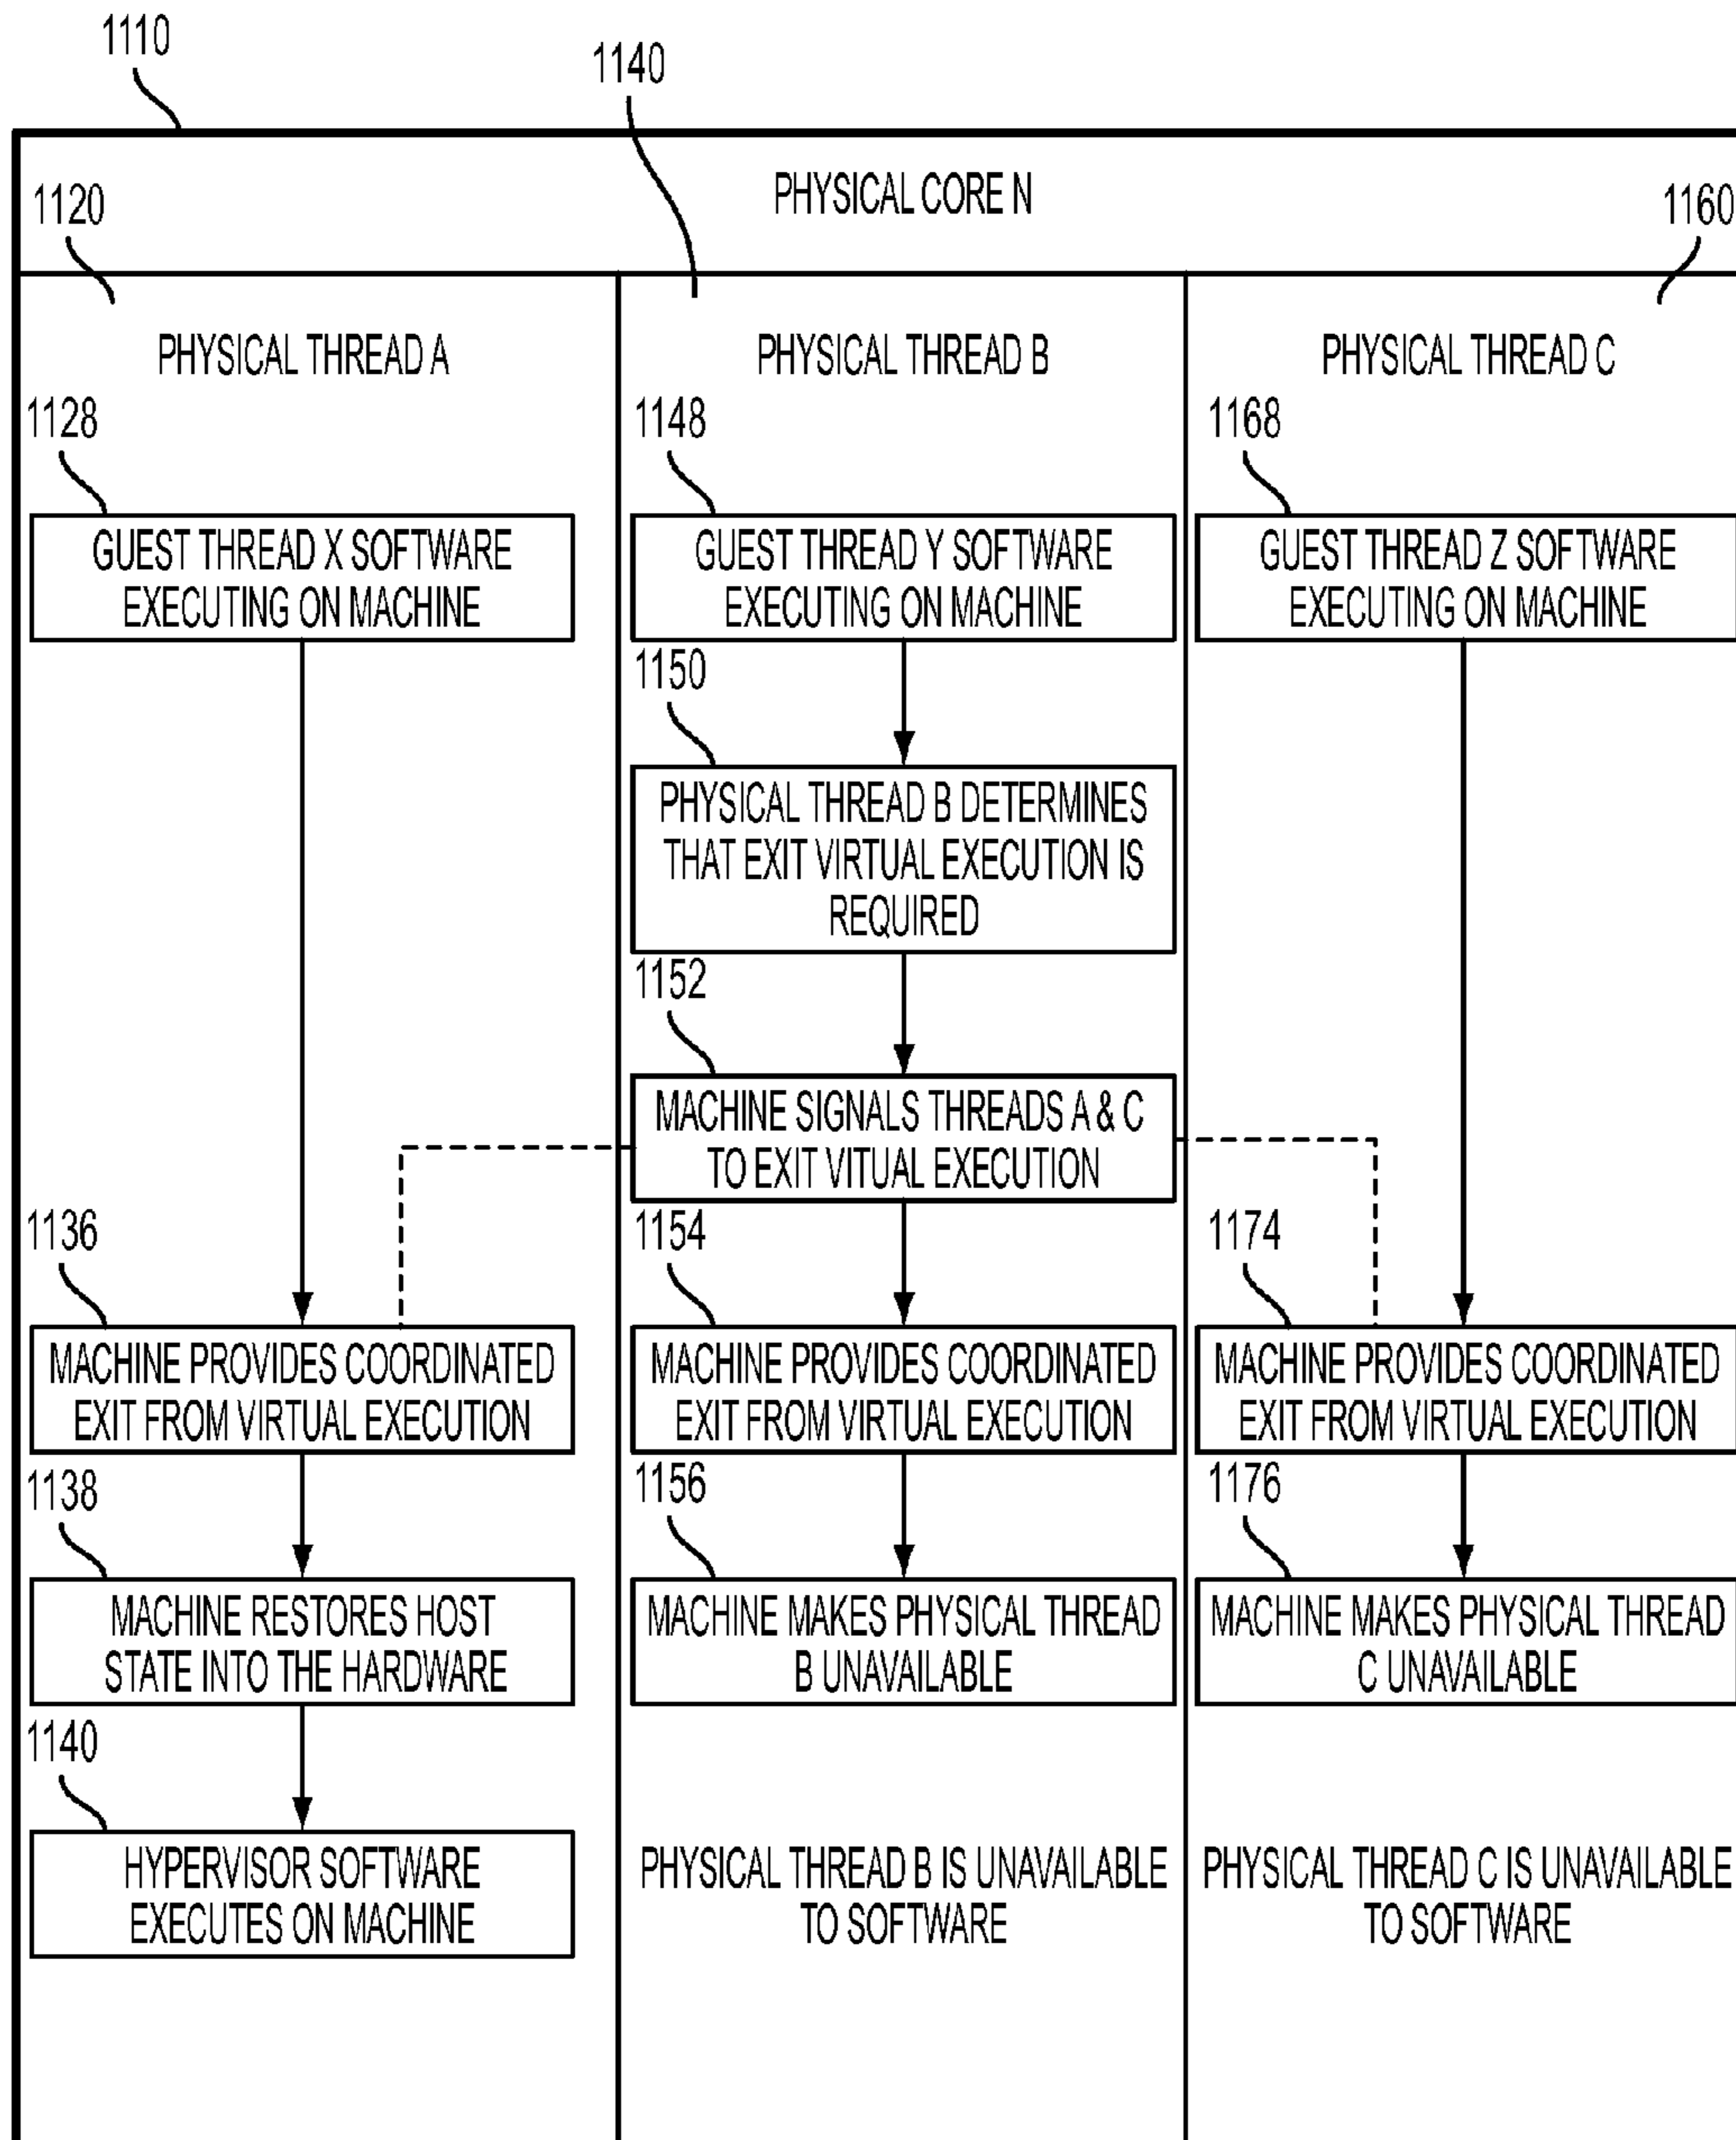 1110
1140
PHYSICAL CORE N
1120
1160
PHYSICAL THREAD A
PHYSICAL THREAD B
PHYSICAL THREAD C
1128
1148
1168
GUEST THREAD X SOFTWARE
EXECUTING ON MACHINE
GUEST THREAD Y SOFTWARE
EXECUTING ON MACHINE
GUEST THREAD Z SOFTWARE
EXECUTING ON MACHINE
1150
PHYSICAL THREAD B DETERMINES
THAT EXIT VIRTUAL EXECUTION IS
REQUIRED
1152
MACHINE SIGNALS THREADS A & C
TO EXIT VITUAL EXECUTION
1136
1154
1174
MACHINE PROVIDES COORDINATED
EXIT FROM VIRTUAL EXECUTION
MACHINE PROVIDES COORDINATED
EXIT FROM VIRTUAL EXECUTION
MACHINE PROVIDES COORDINATED
EXIT FROM VIRTUAL EXECUTION
1138
1156
1176
MACHINE RESTORES HOST
STATE INTO THE HARDWARE
MACHINE MAKES PHYSICAL THREAD
B UNAVAILABLE
MACHINE MAKES PHYSICAL THREAD
C UNAVAILABLE
1140
HYPERVISOR SOFTWARE
EXECUTES ON MACHINE
PHYSICAL THREAD B IS UNAVAILABLE
TO SOFTWARE
PHYSICAL THREAD C IS UNAVAILABLE
TO SOFTWARE